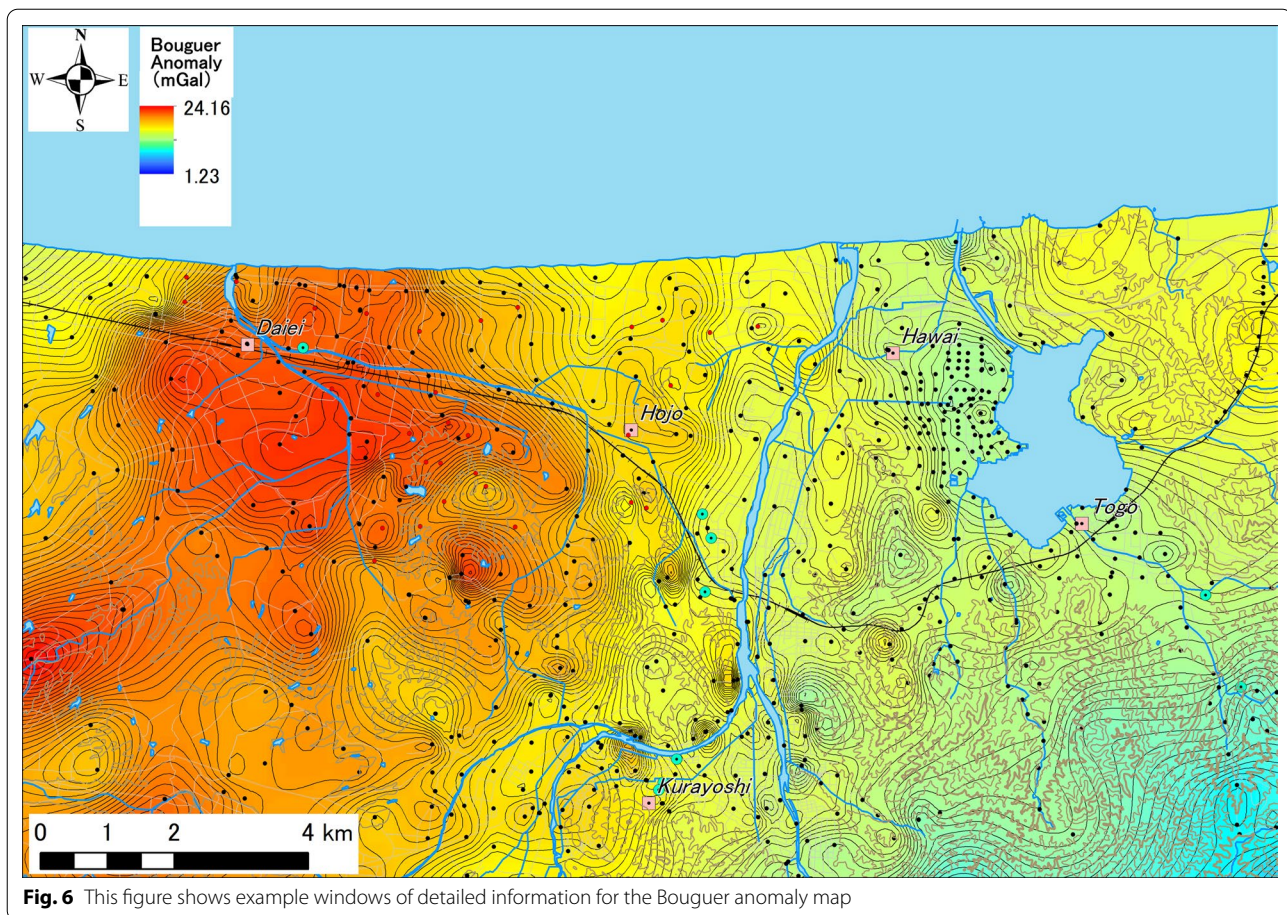 N
W E
S
Bouguer
Anomaly
(mGal)
24.16
1.23
Daiei
Hawai
Hojo
Togo
Kurayoshi
0 1 2 4 km
Fig. 6 This figure shows example windows of detailed information for the Bouguer anomaly map